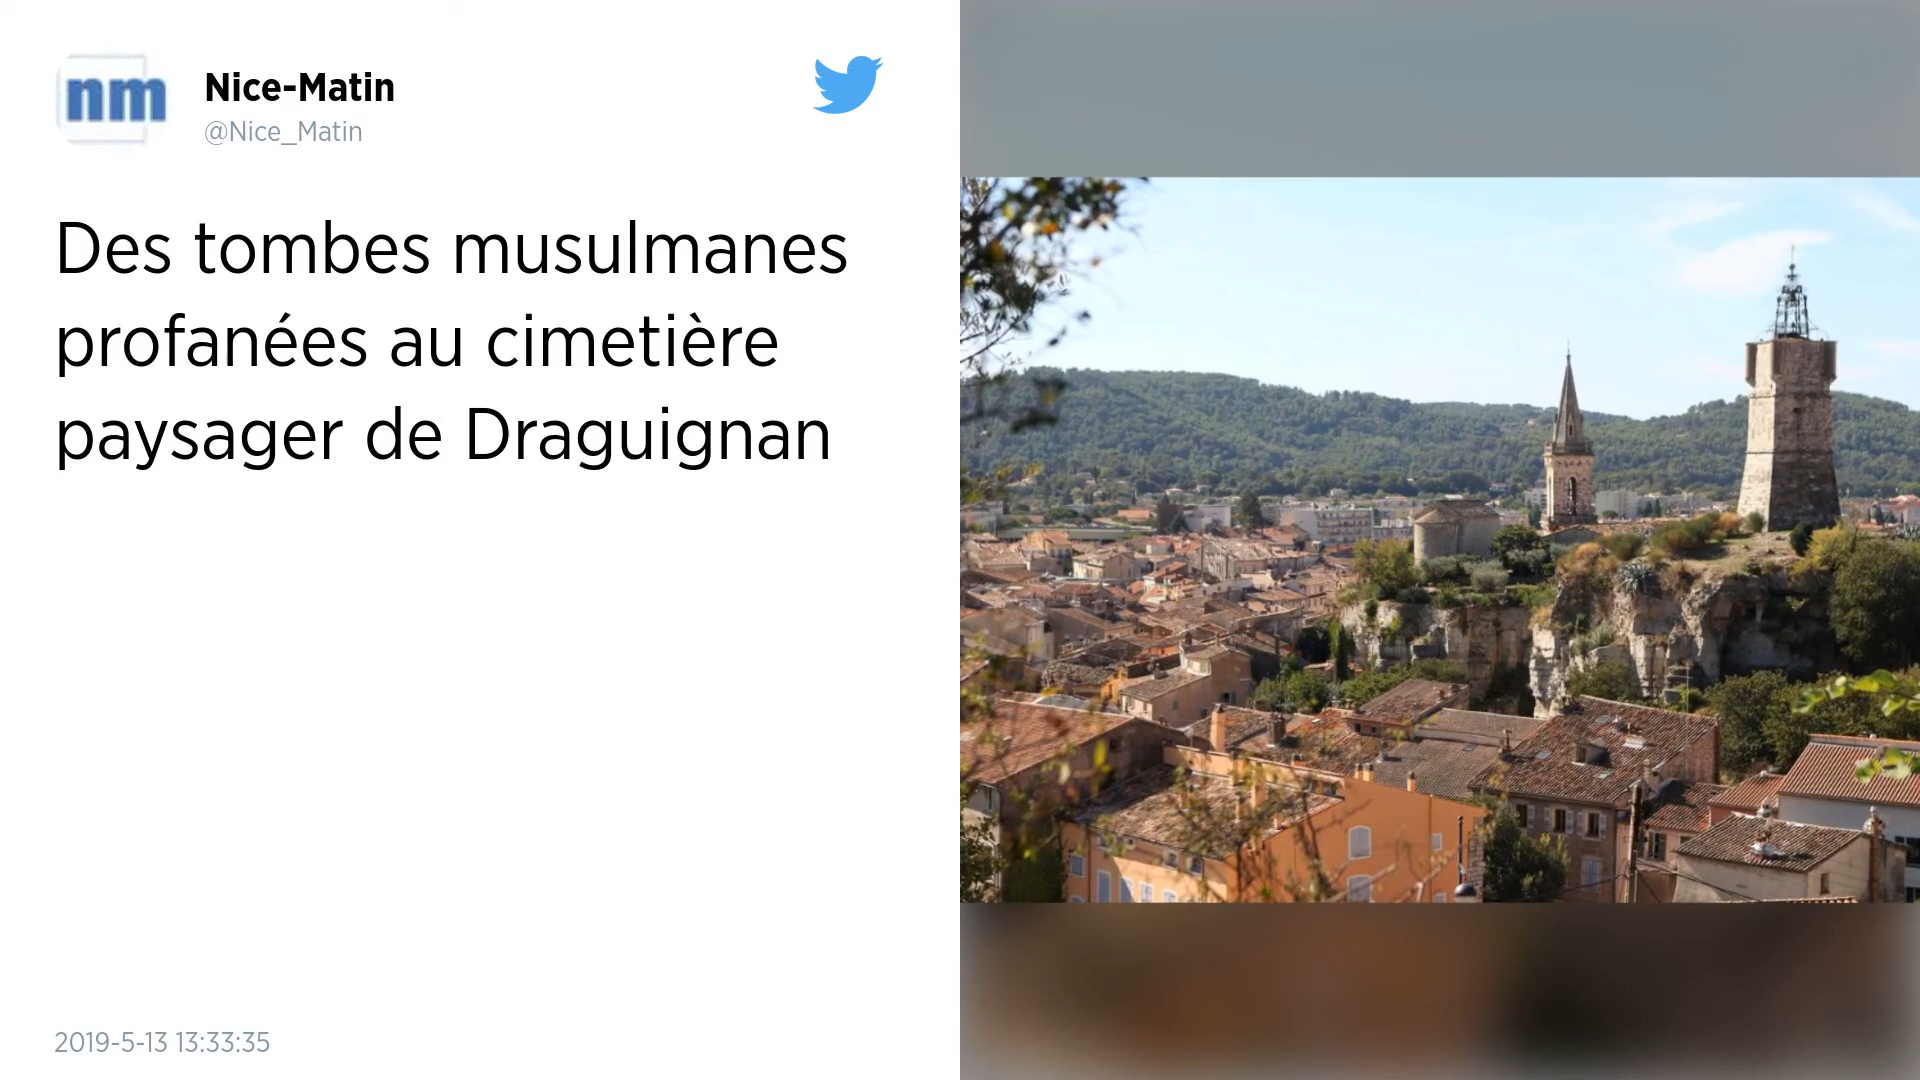 nm
Nice-Matin
@Nice_Matin
Des tombes musulmanes
profanées au cimetière
paysager de Draguignan
2019-5-13 13:33:35